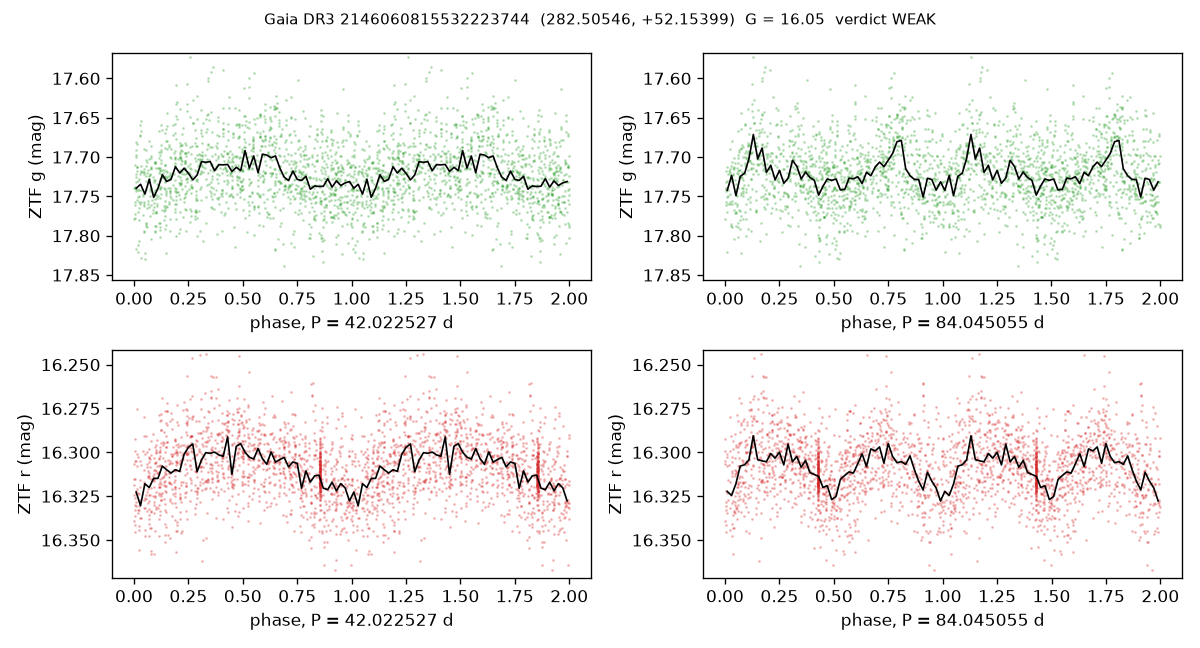 Gaia DR3 2146060815532223744 (282.50546, +52.15399) G = 16.05 verdict WEAK
ZTF g (mag)
17.60
17.65
17.70
17.75
17.80
17.85
0.00 0.25 0.50 0.75 1.00 1.25 1.50 1.75 2.00
phase, P = 42.022527 d
ZTF g (mag)
17.60
17.65
17.70
17.75
17.80
17.85
0.00 0.25 0.50 0.75 1.00 1.25 1.50 1.75 2.00
phase, P = 84.045055 d
ZTF r (mag)
16.250
16.275
16.300
16.325
16.350
0.00 0.25 0.50 0.75 1.00 1.25 1.50 1.75 2.00
phase, P = 42.022527 d
ZTF r (mag)
16.250
16.275
16.300
16.325
16.350
0.00 0.25 0.50 0.75 1.00 1.25 1.50 1.75 2.00
phase, P = 84.045055 d